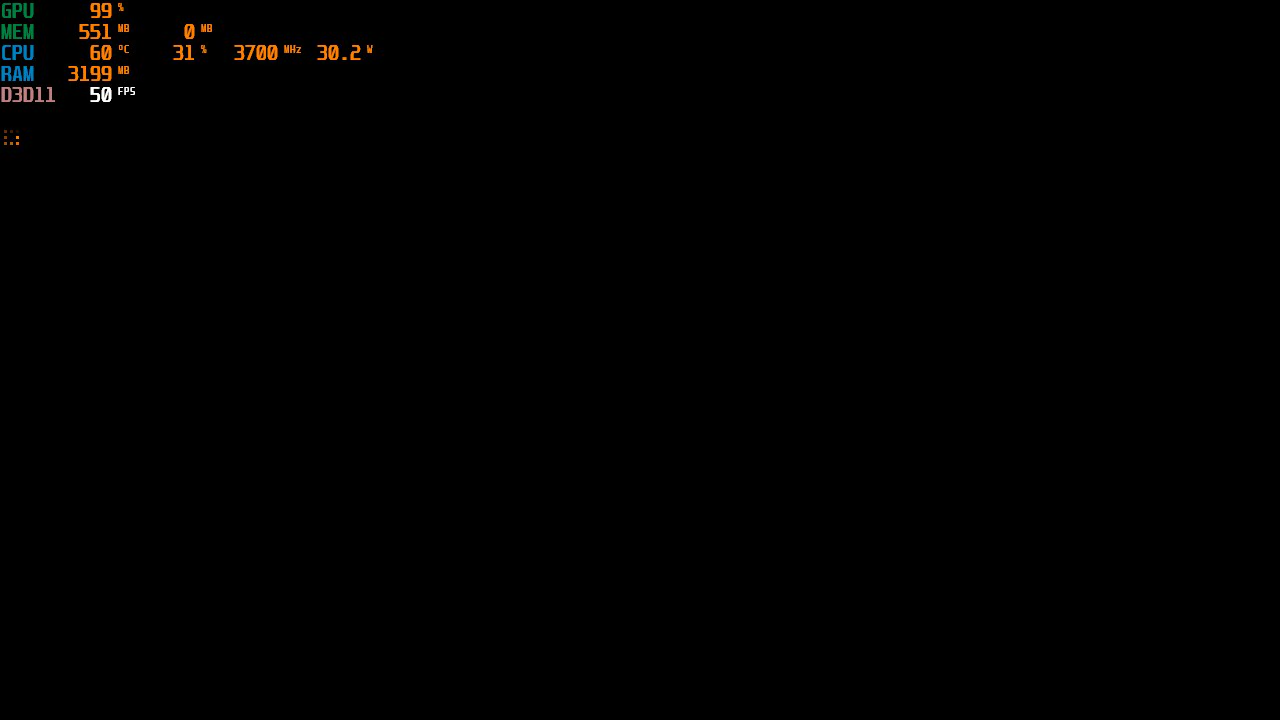 GPU 99 %
MEM 551 MB 0 MB
CPU 60 °C 31 % 3700 MHz 30.2 W
RAM 3199 MB
D3D11 50 FPS